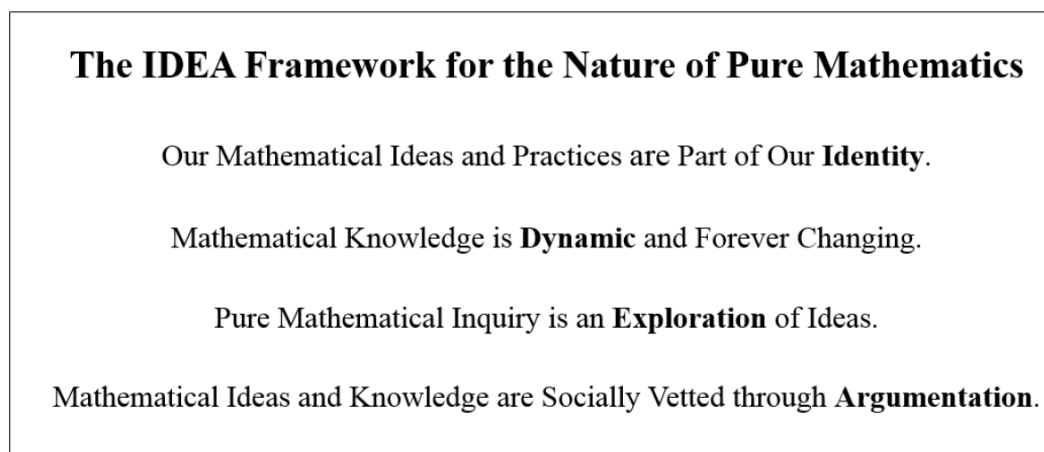 The IDEA Framework for the Nature of Pure Mathematics
Our Mathematical Ideas and Practices are Part of Our Identity.
Mathematical Knowledge is Dynamic and Forever Changing.
Pure Mathematical Inquiry is an Exploration of Ideas.
Mathematical Ideas and Knowledge are Socially Vetted through Argumentation.